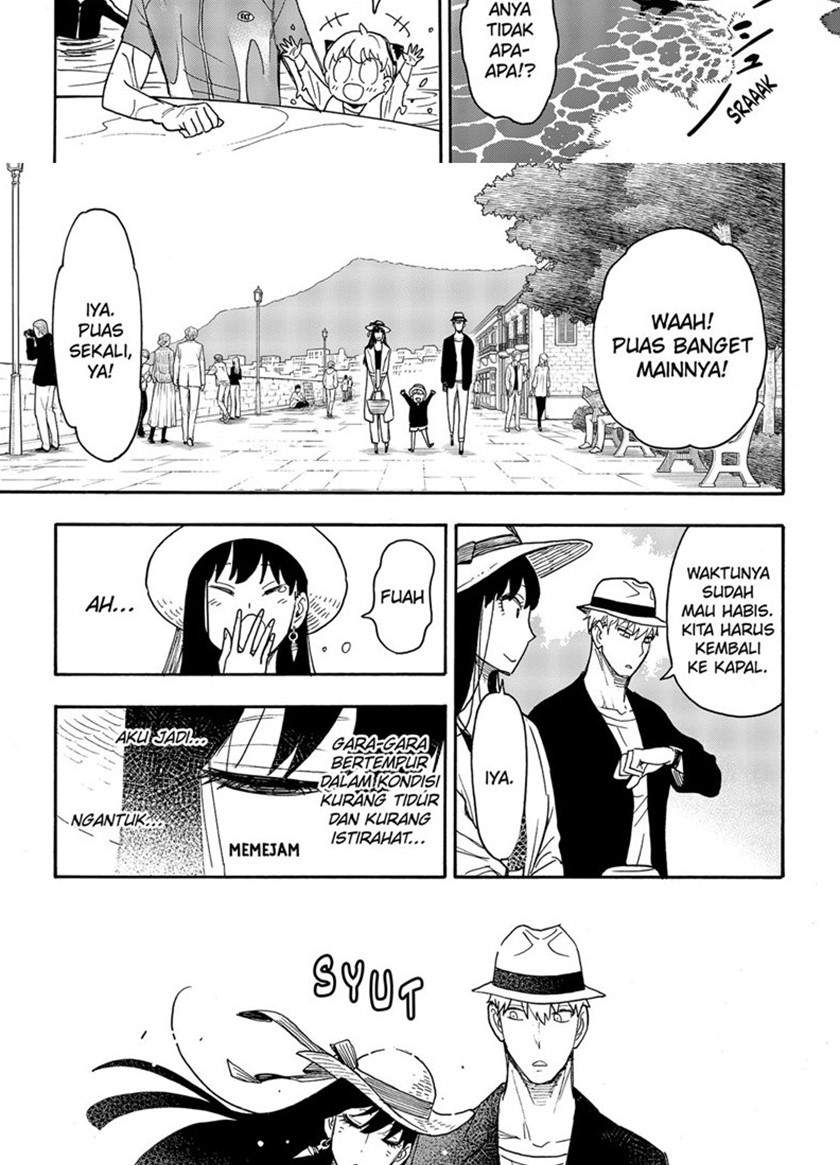 ANYA
TIDAK
APA-
APA!?
SRAAAK
WAAH!
PUAS BANGET
MAINNYA!
IYA.
PUAS
SEKALI,
YA!
WAKTUNYA
SUDAH
MAU HABIS.
KITA HARUS
KEMBALI
KE KAPAL.
IYA.
FUAH
AH...
GARA-GARA
BERTEMPUR
DALAM KONDISI
KURANG TIDUR
DAN KURANG
ISTIRAHAT...
AKU JADI...
NGANTUK...
MEMEJAM
SYUT